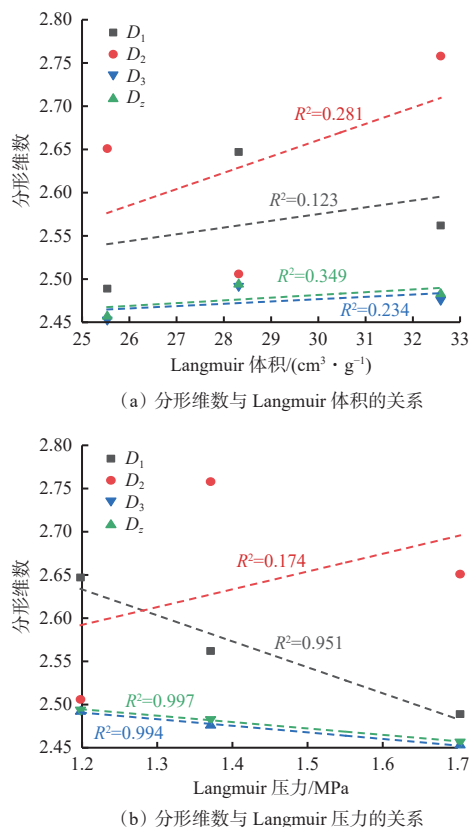 2.80
2.75
2.70
2.65
2.60
2.55
2.50
2.45
分形维数
D₁
D₂
D₃
D_z
R²=0.281
R²=0.123
R²=0.349
R²=0.234
25 26 27 28 29 30 31 32 33
Langmuir 体积/(cm³·g⁻¹)
(a) 分形维数与 Langmuir 体积的关系
2.80
2.75
2.70
2.65
2.60
2.55
2.50
2.45
分形维数
D₁
D₂
D₃
D_z
R²=0.174
R²=0.951
R²=0.997
R²=0.994
1.2 1.3 1.4 1.5 1.6 1.7
Langmuir 压力/MPa
(b) 分形维数与 Langmuir 压力的关系